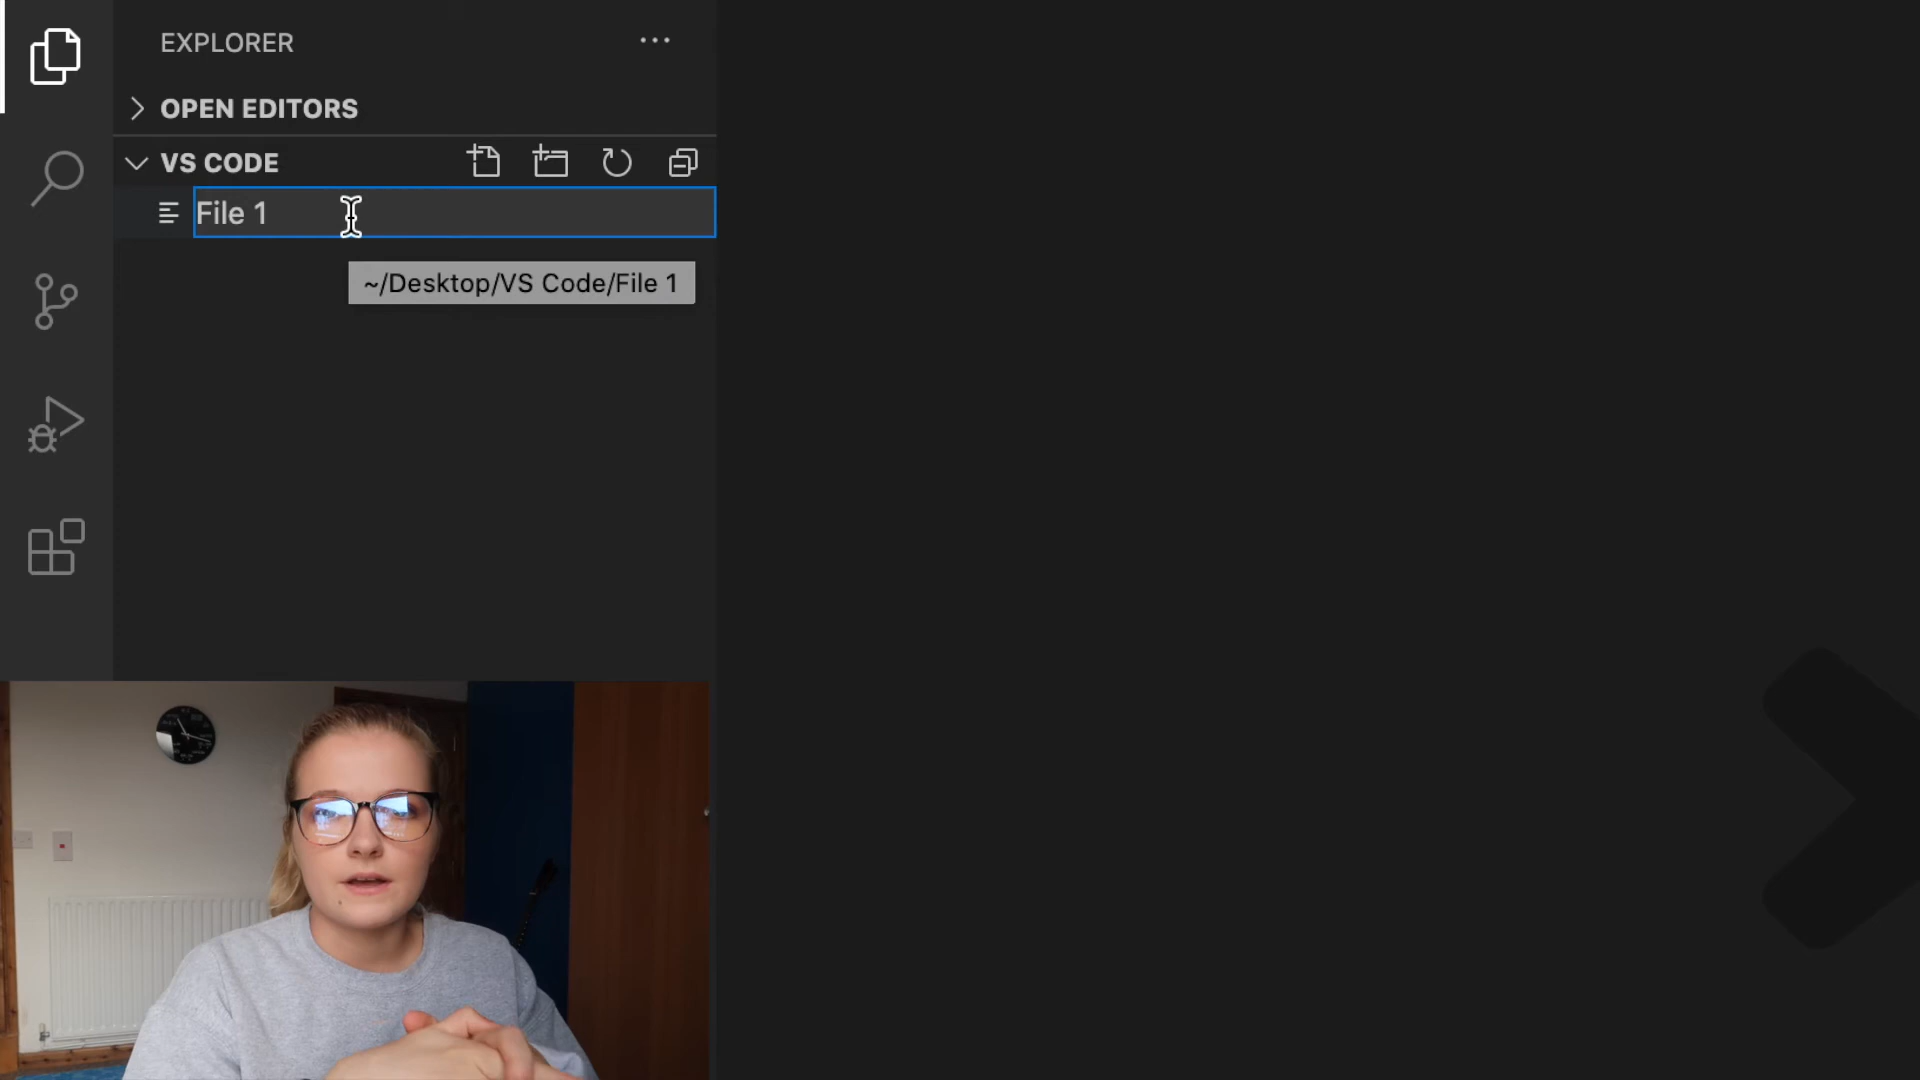 EXPLORER
OPEN EDITORS
VS CODE
File 1
~/Desktop/VS Code/File 1